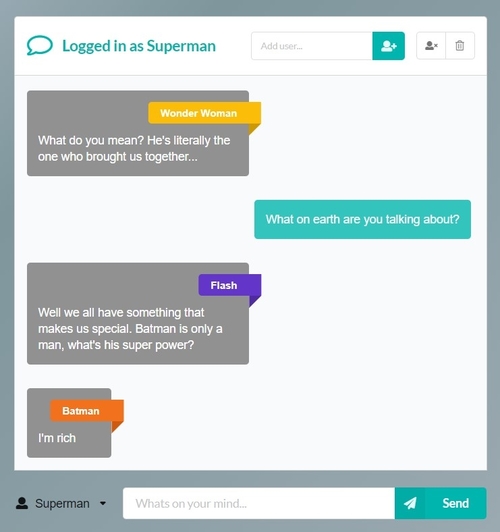 Logged in as Superman
Add user...
Wonder Woman
What do you mean? He's literally the
one who brought us together...
What on earth are you talking about?
Flash
Well we all have something that
makes us special. Batman is only a
man, what's his super power?
Batman
I'm rich
Superman
Whats on your mind...
Send